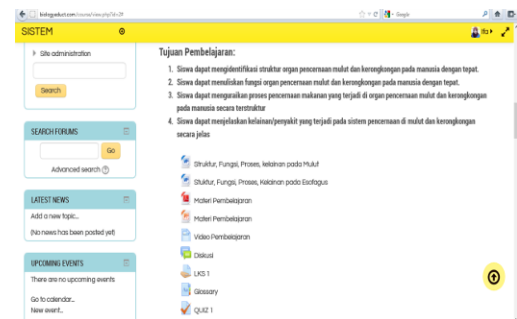 Google
SISTEM
Ita
Site administration
Search
SEARCH FORUMS
Go
Advanced search
LATEST NEWS
Add a new topic...
(No news has been posted yet)
UPCOMING EVENTS
There are no upcoming events
Go to calendar...
New event...
Tujuan Pembelajaran:
1. Siswa dapat mengidentifikasi struktur organ pencernaan mulut dan kerongkongan pada manusia dengan tepat.
2. Siswa dapat menuliskan fungsi organ pencernaan mulut dan kerongkongan pada manusia dengan tepat.
3. Siswa dapat menguraikan proses pencernaan makanan yang terjadi di organ pencernaan mulut dan kerongkongan
pada manusia secara terstruktur
4. Siswa dapat menjelaskan kelainan/penyakit yang terjadi pada sistem pencernaan di mulut dan kerongkongan
secara jelas
Struktur, Fungsi, Proses, kelainan pada Mulut
Stuktur, Fungsi, Proses, Kelainan pada Esofagus
Materi Pembelajaran
Materi Pembelajaran
Video Pembelajaran
Diskusi
LKS 1
Glossary
QUIZ 1